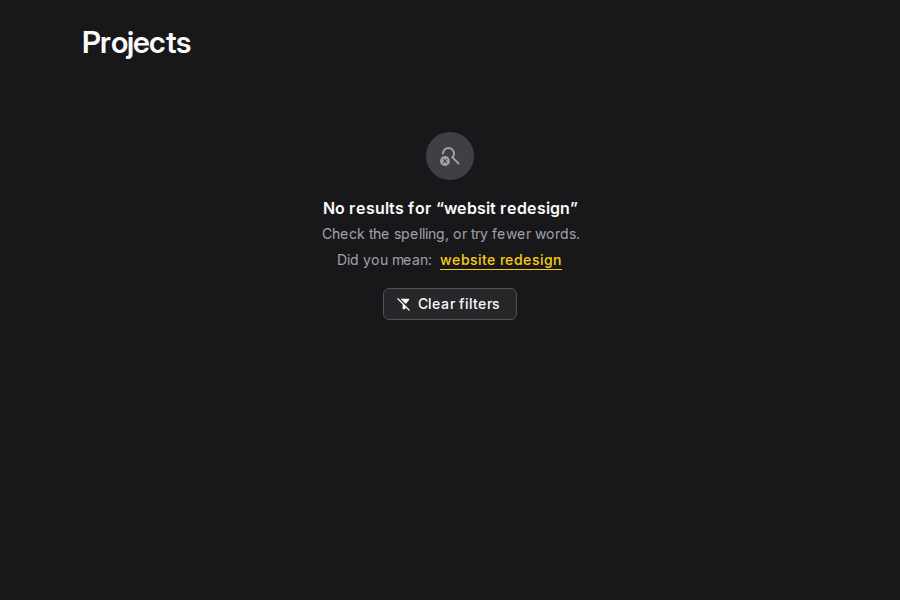 Projects
No results for “websit redesign”
Check the spelling, or try fewer words.
Did you mean: website redesign
Clear filters